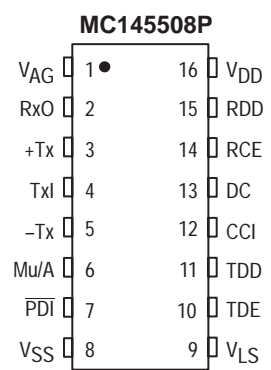 MC145508P
VAG 1 16 VDD
RxO 2 15 RDD
+Tx 3 14 RCE
TxI 4 13 DC
–Tx 5 12 CCI
Mu/A 6 11 TDD
PDI 7 10 TDE
VSS 8 9 VLS